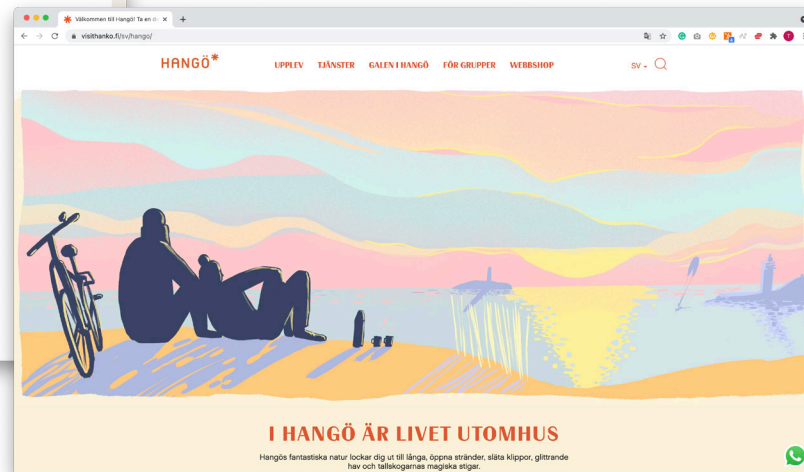 Välkommen till Hangö! Ta en d
visithanko.fi/sv/hango/
HANGÖ*
UPPLEV TJÄNSTER GALEN I HANGÖ FÖR GRUPPER WEBBSHOP
SV
I HANGÖ ÄR LIVET UTOMHUS
Hangös fantastiska natur lockar dig ut till långa, öppna stränder, släta klippor, glittrande
hav och tallskogarnas magiska stigar.